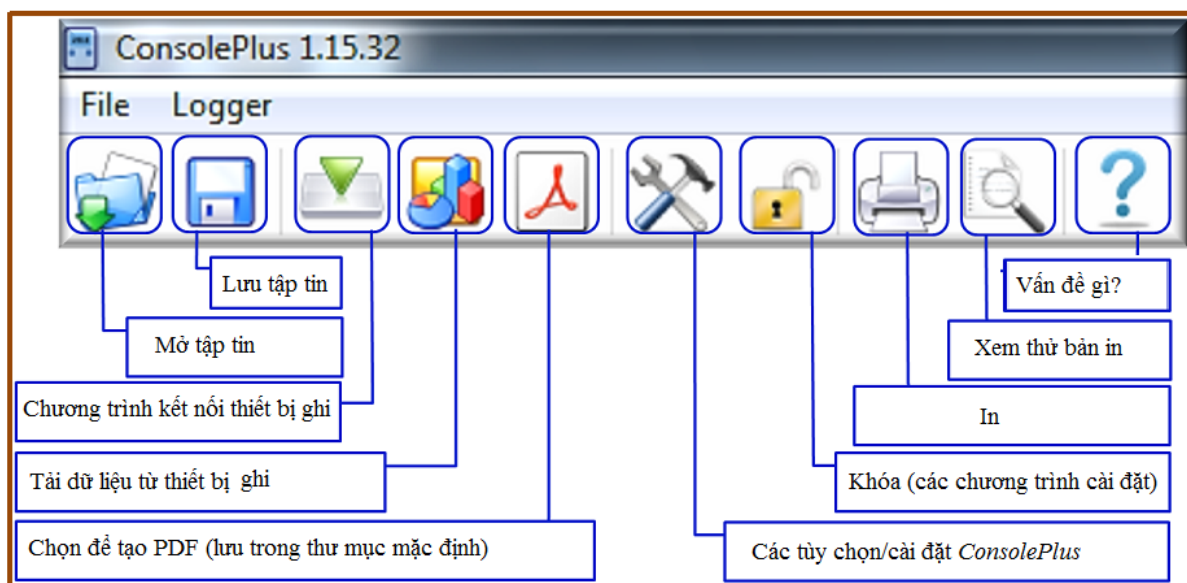 ConsolePlus 1.15.32
File Logger
Lưu tập tin
Vấn đề gì?
Mở tập tin
Xem thử bản in
Chương trình kết nối thiết bị ghi
In
Tải dữ liệu từ thiết bị ghi
Khóa (các chương trình cài đặt)
Chọn để tạo PDF (lưu trong thư mục mặc định)
Các tùy chọn/cài đặt ConsolePlus